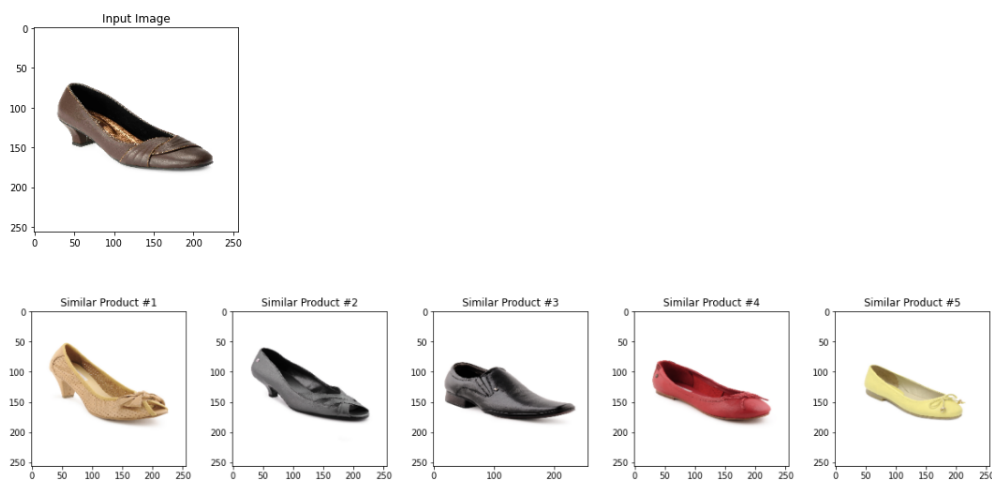 Input Image
0
50
100
150
200
250
0 50 100 150 200 250
Similar Product #1 Similar Product #2 Similar Product #3 Similar Product #4 Similar Product #5
0 0 0 0 0
50 50 50 50 50
100 100 100 100 100
150 150 150 150 150
200 200 200 200 200
250 250 250 250 250
0 50 100 150 200 250 0 50 100 150 200 250 0 100 200 0 50 100 150 200 250 0 50 100 150 200 250